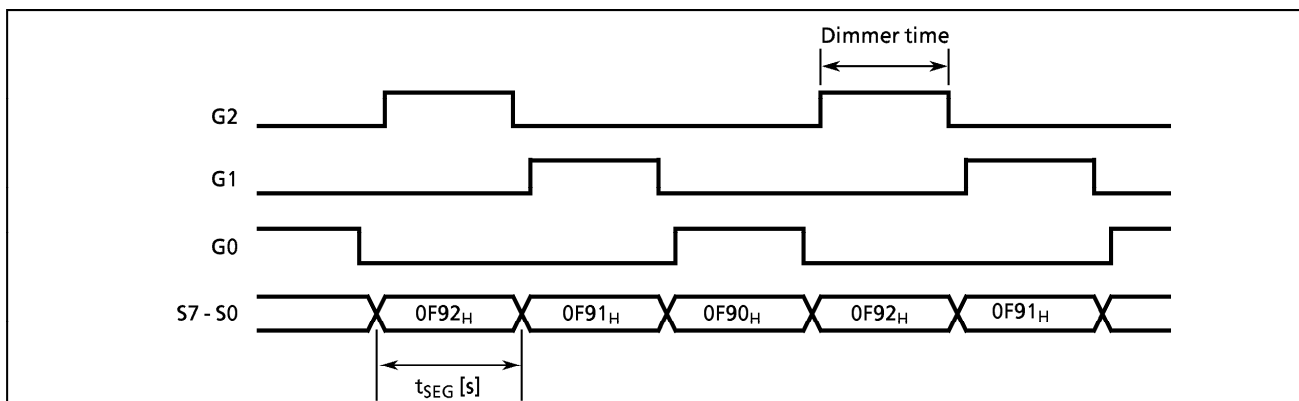 Dimmer time
G2
G1
G0
S7 - S0 0F92H 0F91H 0F90H 0F92H 0F91H
tSEG [s]